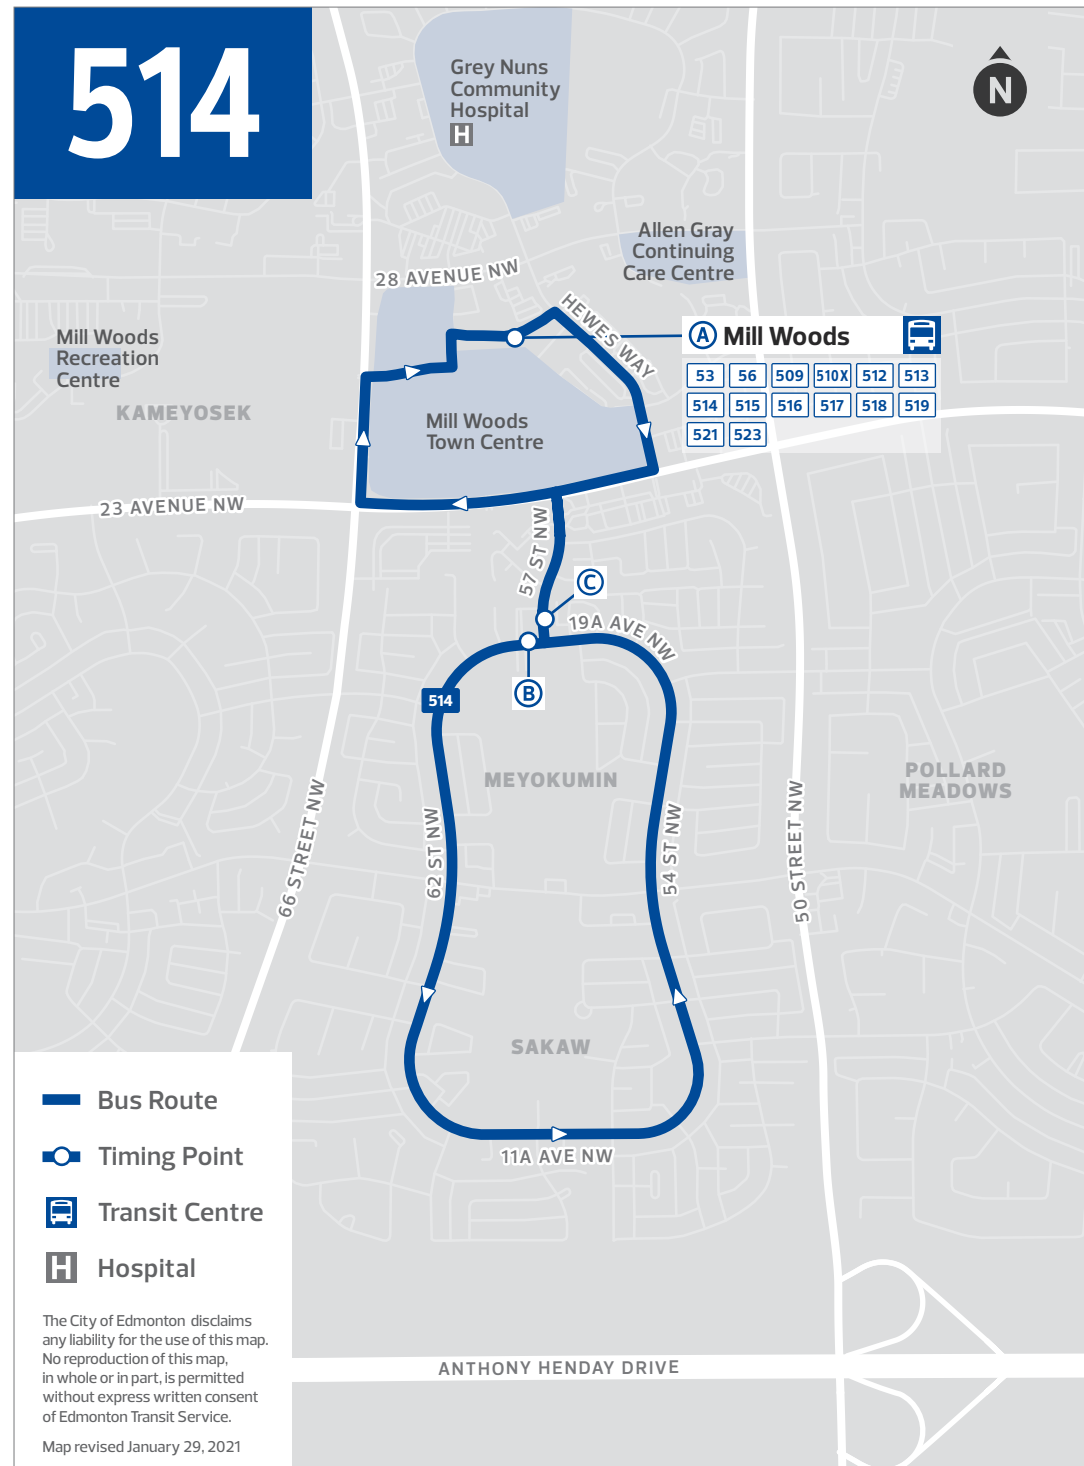 514
Grey Nuns
Community
Hospital
H
N
Allen Gray
Continuing
Care Centre
28 AVENUE NW
HEWES WAY
Mill Woods
Recreation
Centre
A Mill Woods
53 56 509 510X 512 513
514 515 516 517 518 519
521 523
KAMEYOSEK
Mill Woods
Town Centre
23 AVENUE NW
57 ST NW
C
19A AVE NW
B
514
MEYOKUMIN
POLLARD
MEADOWS
66 STREET NW
62 ST NW
54 ST NW
50 STREET NW
SAKAW
11A AVE NW
Bus Route
Timing Point
Transit Centre
H Hospital
The City of Edmonton disclaims
any liability for the use of this map.
No reproduction of this map,
in whole or in part, is permitted
without express written consent
of Edmonton Transit Service.
Map revised January 29, 2021
ANTHONY HENDAY DRIVE